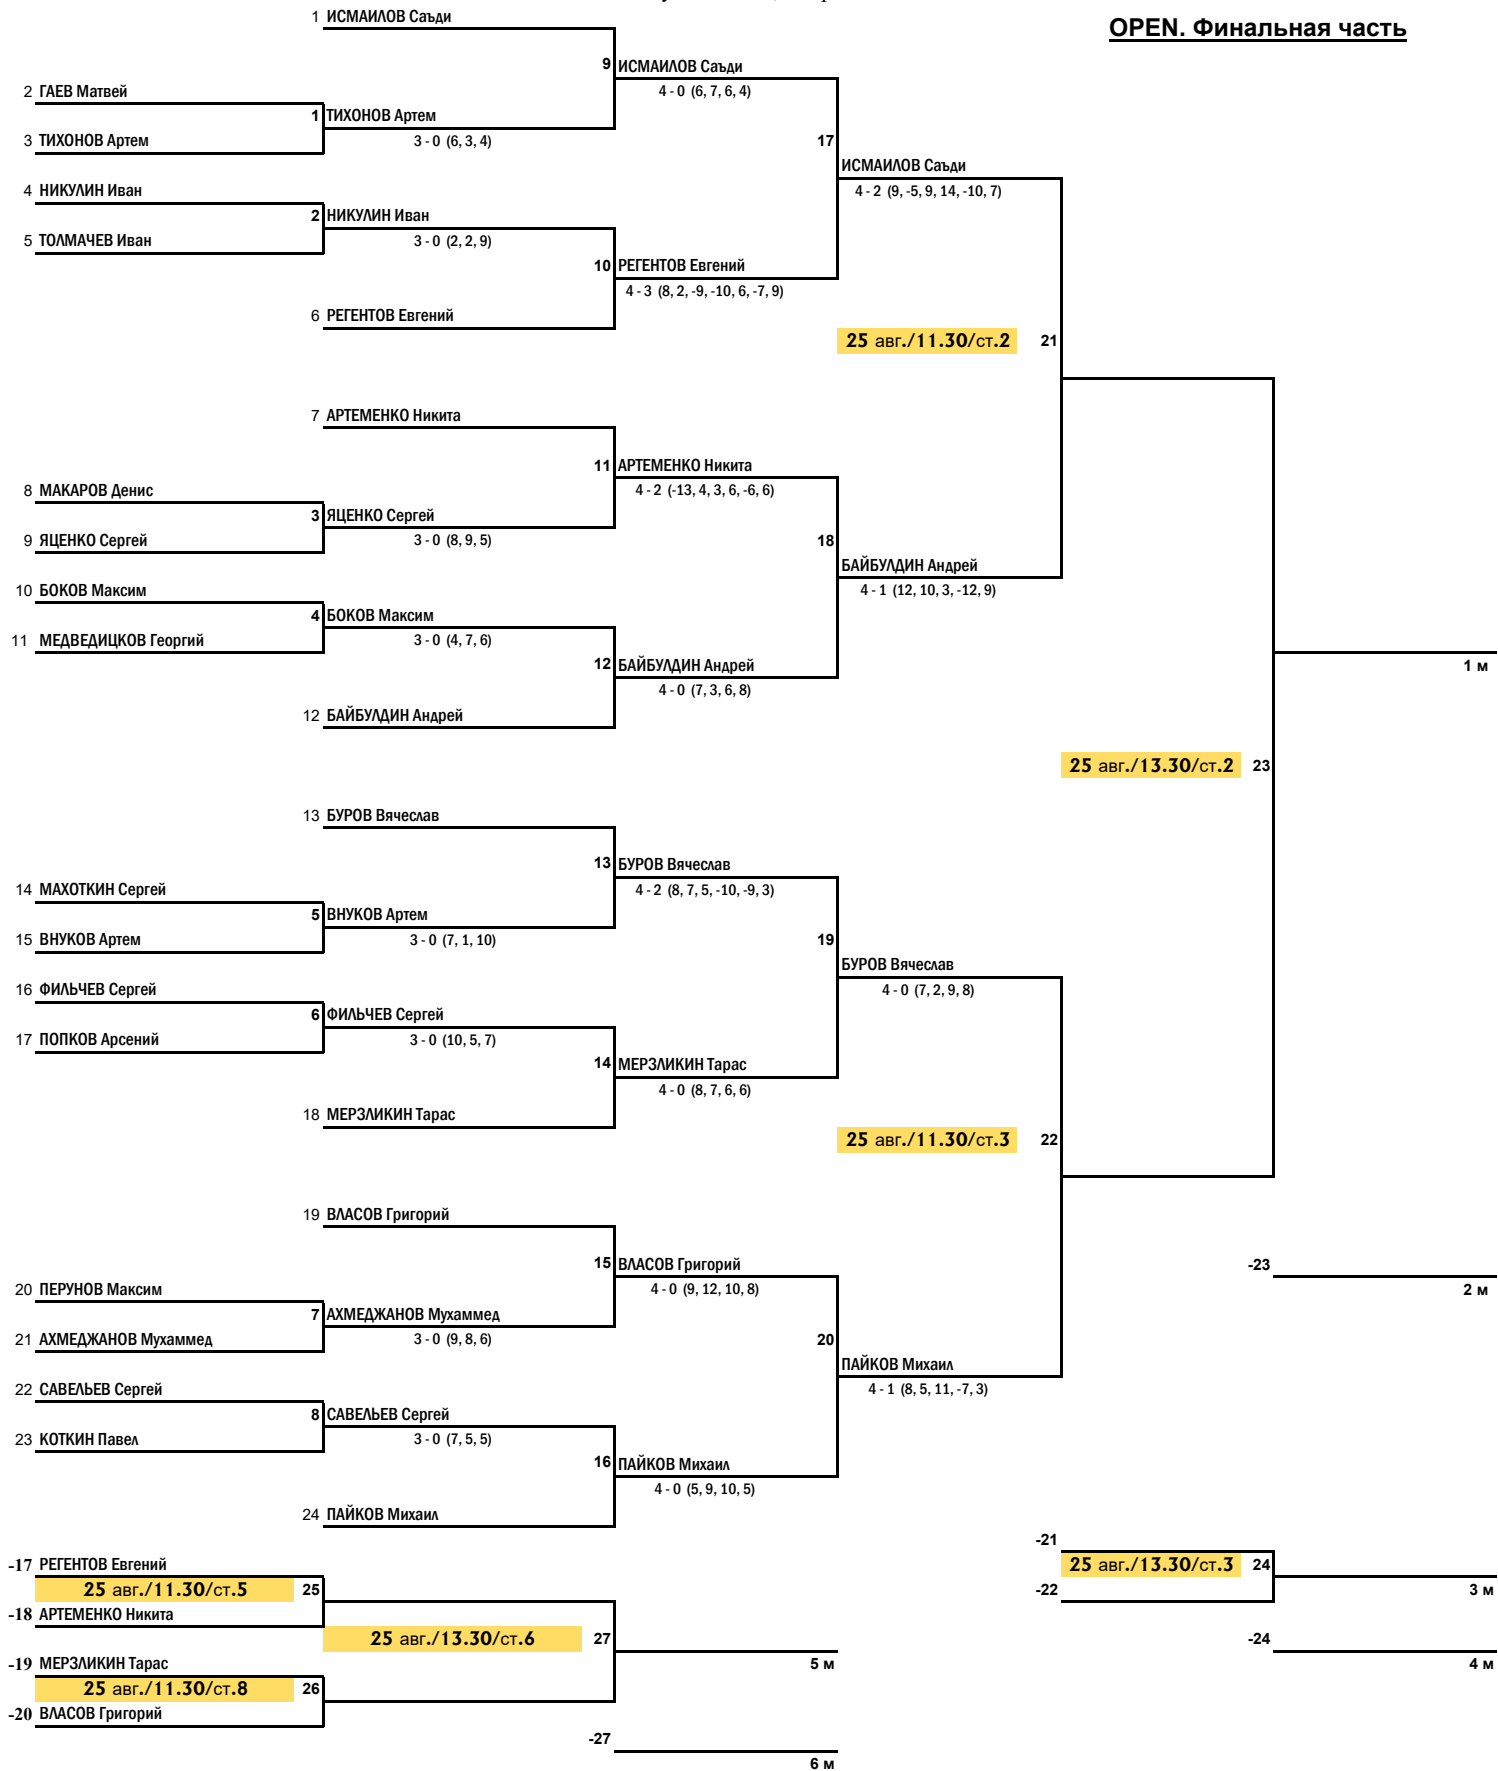 1 ИСМАИЛОВ Саъди
OPEN. Финальная часть
9 ИСМАИЛОВ Саъди
4 - 0 (6, 7, 6, 4)
2 ГАЕВ Матвей
1 ТИХОНОВ Артем
3 - 0 (6, 3, 4)
3 ТИХОНОВ Артем
17
ИСМАИЛОВ Саъди
4 - 2 (9, -5, 9, 14, -10, 7)
4 НИКУЛИН Иван
2 НИКУЛИН Иван
3 - 0 (2, 2, 9)
5 ТОЛМАЧЕВ Иван
10 РЕГЕНТОВ Евгений
4 - 3 (8, 2, -9, -10, 6, -7, 9)
6 РЕГЕНТОВ Евгений
25 авг./11.30/ст.2 21
7 АРТЕМЕНКО Никита
11 АРТЕМЕНКО Никита
4 - 2 (-13, 4, 3, 6, -6, 6)
8 МАКАРОВ Денис
3 ЯЦЕНКО Сергей
3 - 0 (8, 9, 5)
9 ЯЦЕНКО Сергей
18
БАЙБУЛДИН Андрей
4 - 1 (12, 10, 3, -12, 9)
10 БОКОВ Максим
4 БОКОВ Максим
3 - 0 (4, 7, 6)
11 МЕДВЕДИЦКОВ Георгий
12 БАЙБУЛДИН Андрей
4 - 0 (7, 3, 6, 8)
1 м
12 БАЙБУЛДИН Андрей
25 авг./13.30/ст.2 23
13 БУРОВ Вячеслав
13 БУРОВ Вячеслав
4 - 2 (8, 7, 5, -10, -9, 3)
14 МАХОТКИН Сергей
5 ВНУКОВ Артем
3 - 0 (7, 1, 10)
15 ВНУКОВ Артем
19
БУРОВ Вячеслав
4 - 0 (7, 2, 9, 8)
16 ФИЛЬЧЕВ Сергей
6 ФИЛЬЧЕВ Сергей
3 - 0 (10, 5, 7)
17 ПОПКОВ Арсений
14 МЕРЗЛИКИН Тарас
4 - 0 (8, 7, 6, 6)
18 МЕРЗЛИКИН Тарас
25 авг./11.30/ст.3 22
19 ВЛАСОВ Григорий
15 ВЛАСОВ Григорий
4 - 0 (9, 12, 10, 8)
-23
2 м
20 ПЕРУНОВ Максим
7 АХМЕДЖАНОВ Мухаммед
3 - 0 (9, 8, 6)
21 АХМЕДЖАНОВ Мухаммед
20
ПАЙКОВ Михаил
4 - 1 (8, 5, 11, -7, 3)
22 САВЕЛЬЕВ Сергей
8 САВЕЛЬЕВ Сергей
3 - 0 (7, 5, 5)
23 КОТКИН Павел
16 ПАЙКОВ Михаил
4 - 0 (5, 9, 10, 5)
24 ПАЙКОВ Михаил
-21
25 авг./13.30/ст.3 24
-22
3 м
-24
4 м
-17 РЕГЕНТОВ Евгений
25 авг./11.30/ст.5 25
-18 АРТЕМЕНКО Никита
25 авг./13.30/ст.6 27
5 м
-19 МЕРЗЛИКИН Тарас
25 авг./11.30/ст.8 26
-20 ВЛАСОВ Григорий
-27
6 м